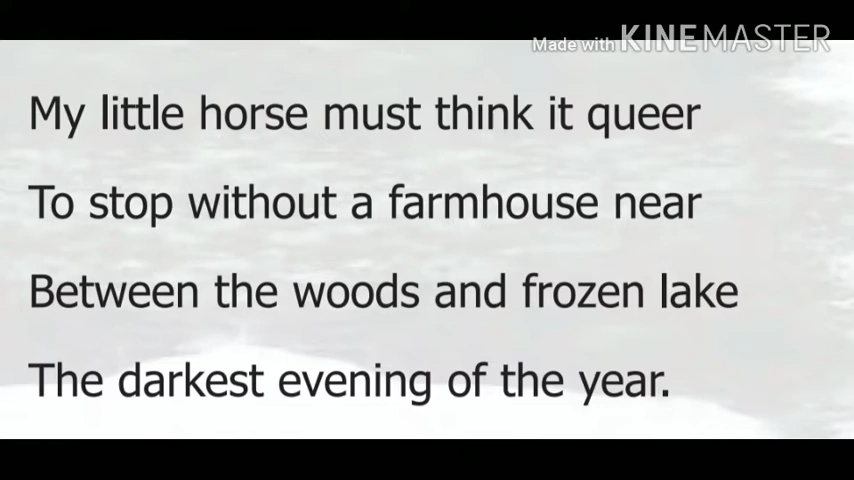 Made with KINEMASTER
My little horse must think it queer
To stop without a farmhouse near
Between the woods and frozen lake
The darkest evening of the year.